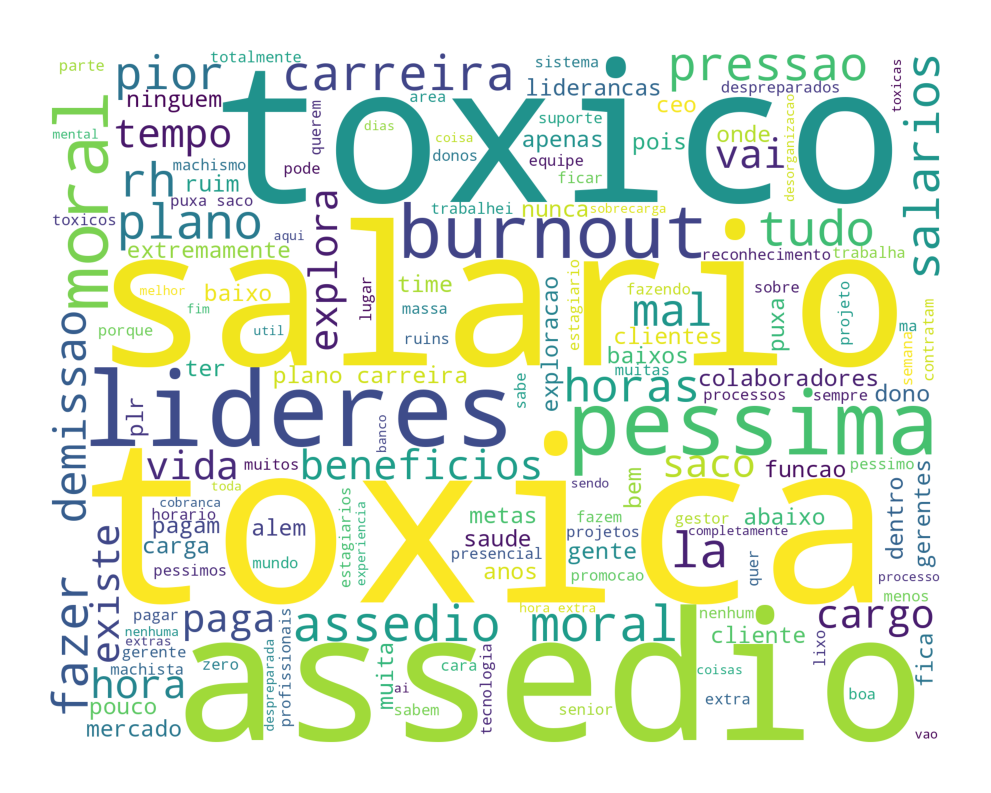 toxico
salario
toxica
assedio
lideres
pessima
burnout
assedio moral
moral
salarios
carreira
pressao
pior
tempo
rh
plano
explora
tudo
mal
horas
beneficios
saco
la
vai
vida
demissao
fazer
existe
hora
paga
cargo
parte
totalmente
ninguem
mental
machismo
ruim
puxa saco
toxicos
extremamente
aqui
area
dias
coisa
donos
querem
pode
sistema
liderancas
suporte
apenas
equipe
ficar
pois
ceo
onde
despreparados
desorganizacao
toxicas
trabalhei
nunca
sobrecarga
reconhecimento
trabalha
melhor
baixo
fim
util
porque
lugar
time
massa
ruins
ter
plano carreira
plr
banco
sabe
exploracao
estagiario
fazendo
sobre
clientes
baixos
muitas
puxa
projeto
ma
semana
contratam
colaboradores
processos
sempre
dono
muitos
toda
cobranca
horario
pagam
carga
pessimos
alem
mundo
estagiarios
experiencia
metas
saude
presencial
anos
sendo
fazem
projetos
gente
promocao
bem
gestor
completamente
quer
funcao
abaixo
pessimo
dentro
gerentes
processo
menos
hora extra
pagar
nenhuma
extras
gerente
machista
pouco
mercado
zero
despreparada
profissionais
muita
cara
ai
sabem
tecnologia
senior
nenhum
cliente
coisas
extra
lixo
boa
fica
vao